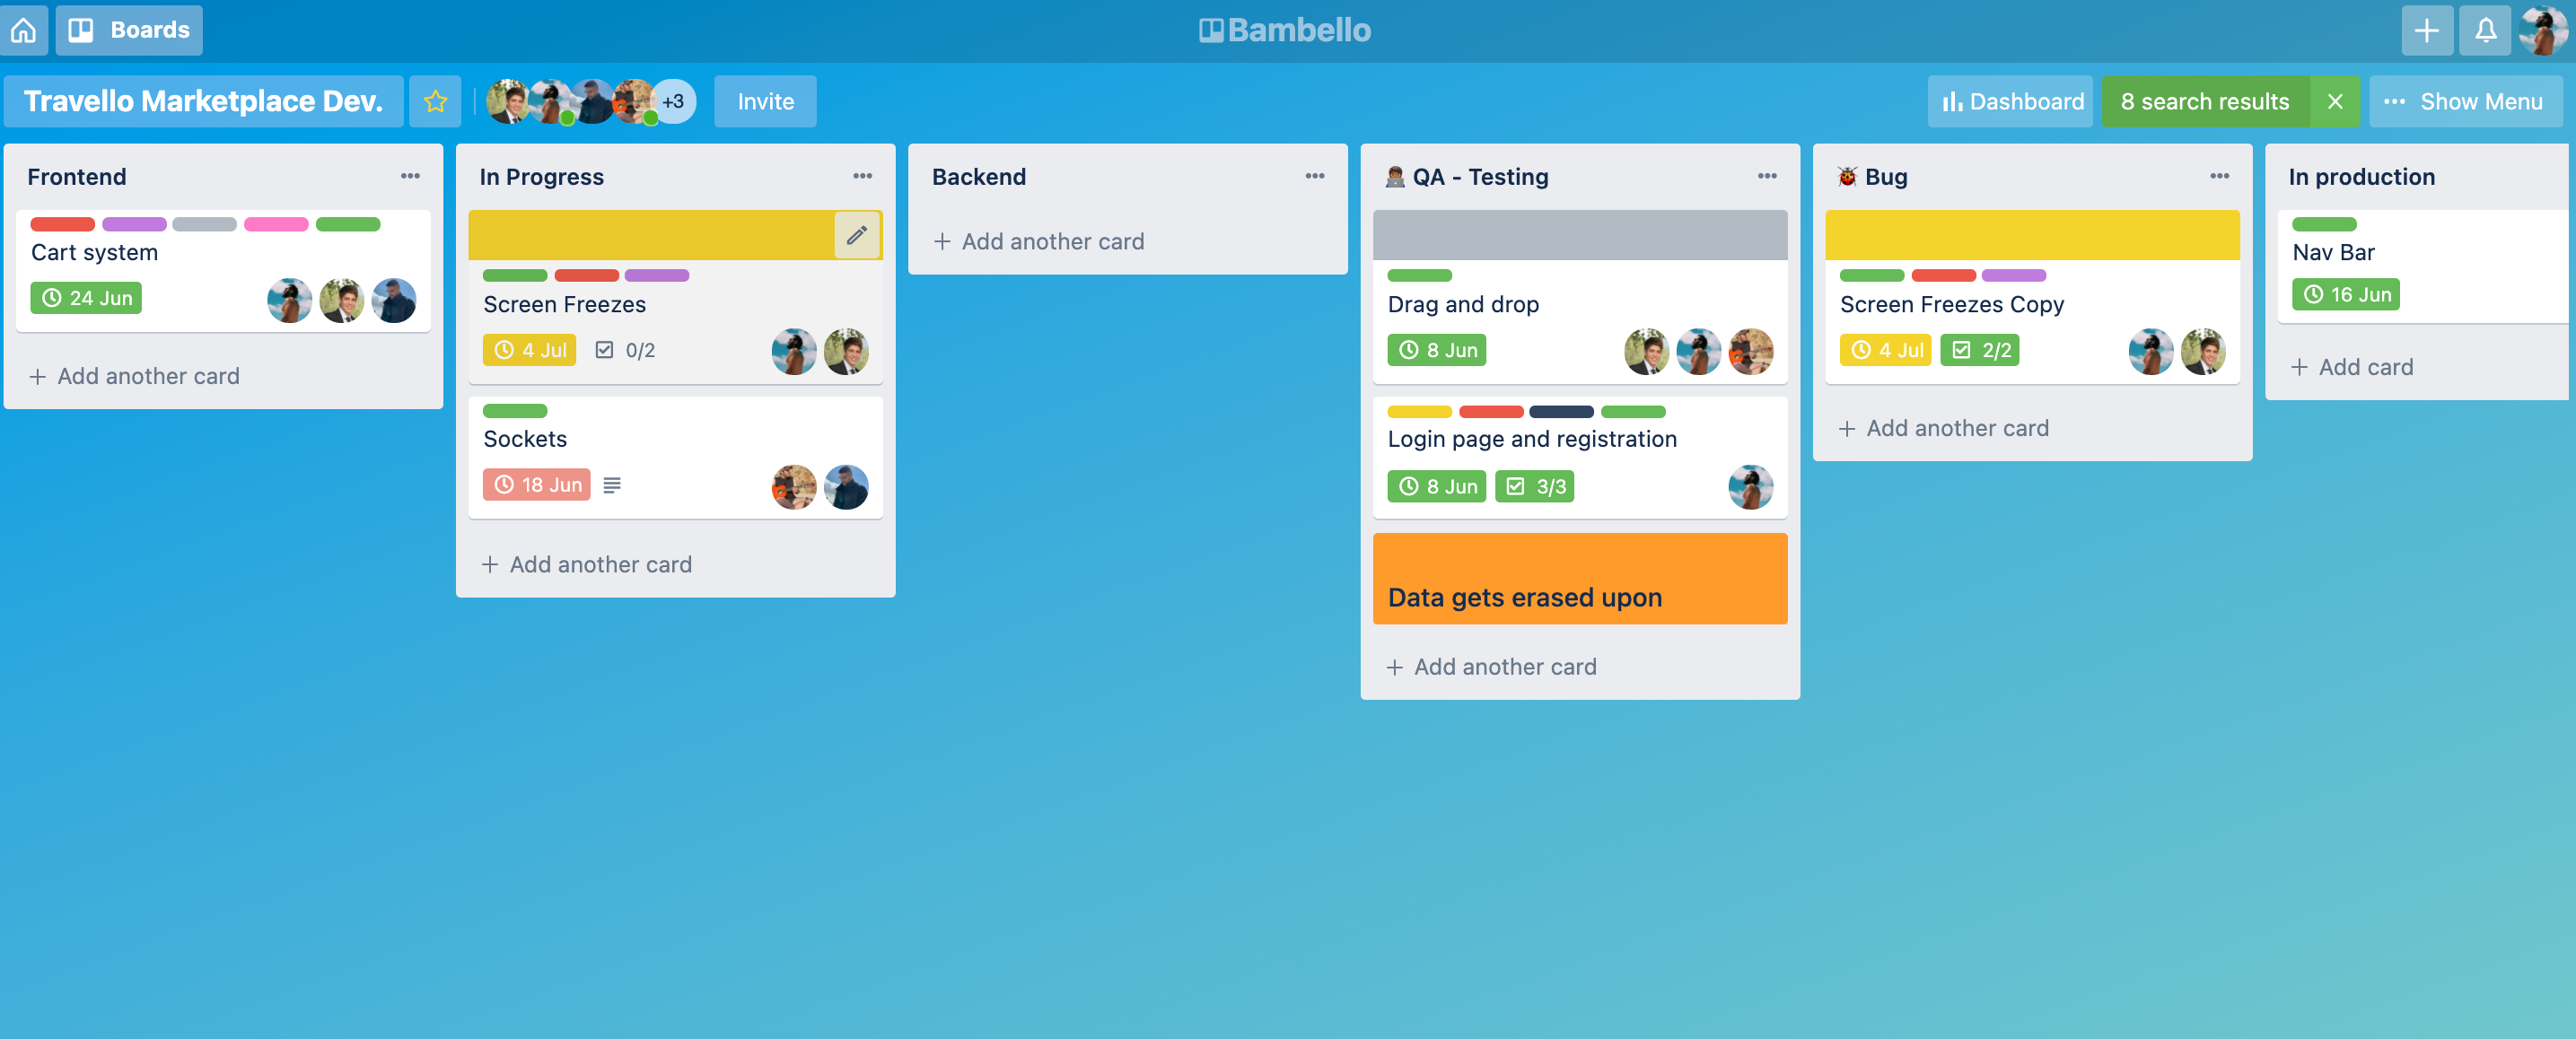 Boards
Bambello
Travello Marketplace Dev.
+3
Invite
Dashboard
8 search results
Show Menu
Frontend
Cart system
24 Jun
+ Add another card
In Progress
Screen Freezes
4 Jul 0/2
Sockets
18 Jun
+ Add another card
Backend
+ Add another card
QA - Testing
Drag and drop
8 Jun
Login page and registration
8 Jun 3/3
Data gets erased upon
+ Add another card
Bug
Screen Freezes Copy
4 Jul 2/2
+ Add another card
In production
Nav Bar
16 Jun
+ Add card